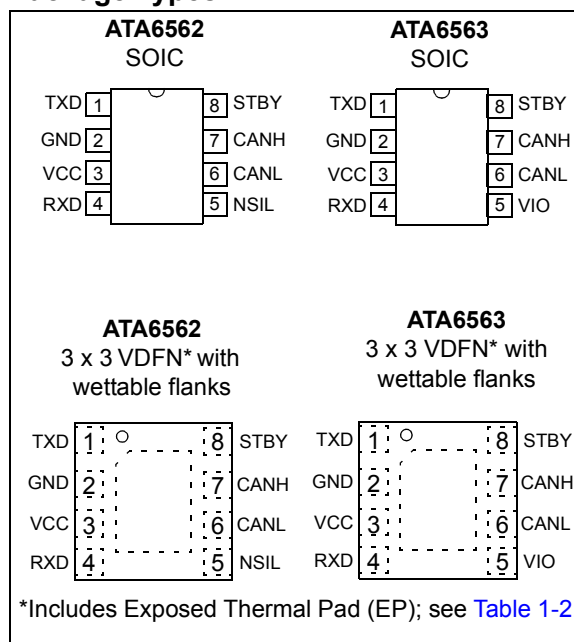 ATA6562
SOIC
TXD 1
8 STBY
GND 2
7 CANH
VCC 3
6 CANL
RXD 4
5 NSIL
ATA6563
SOIC
TXD 1
8 STBY
GND 2
7 CANH
VCC 3
6 CANL
RXD 4
5 VIO
ATA6562
3 x 3 VDFN* with
wettable flanks
TXD 1
8 STBY
GND 2
7 CANH
VCC 3
6 CANL
RXD 4
5 NSIL
ATA6563
3 x 3 VDFN* with
wettable flanks
TXD 1
8 STBY
GND 2
7 CANH
VCC 3
6 CANL
RXD 4
5 VIO
*Includes Exposed Thermal Pad (EP); see Table 1-2